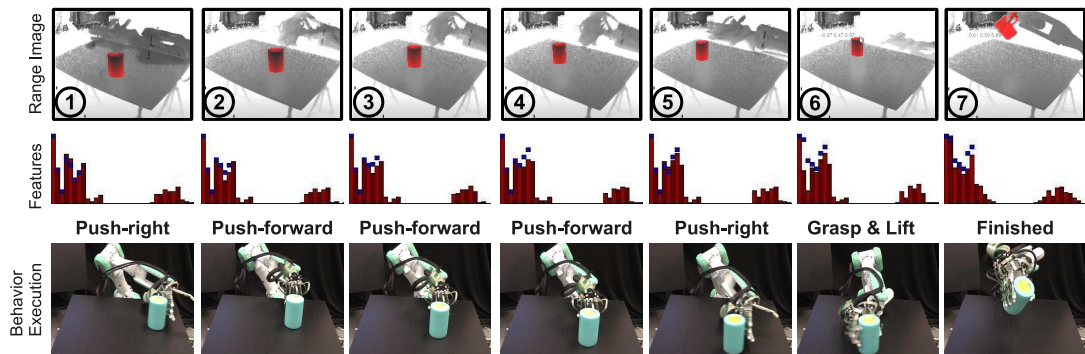 Range Image
1 2 3 4 5 6 7
Features
Push-right Push-forward Push-forward Push-forward Push-right Grasp & Lift Finished
Behavior
Execution